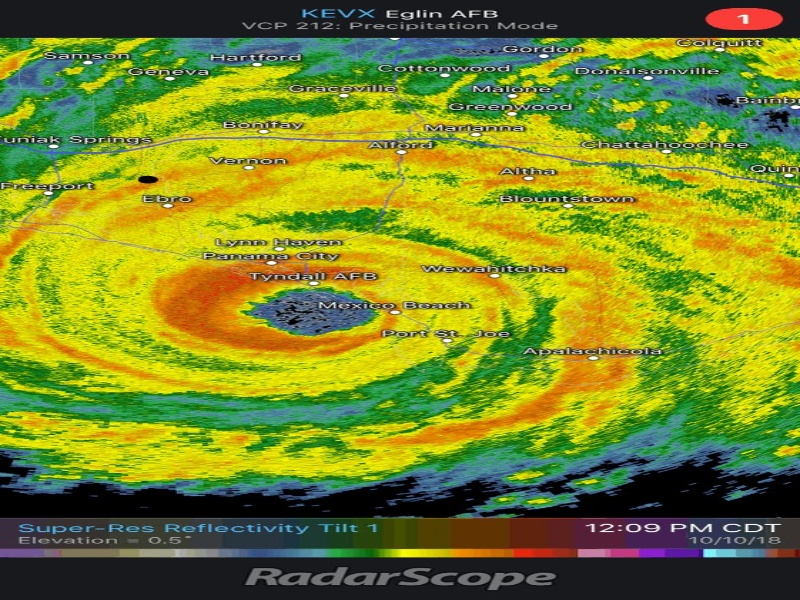 KEVX Eglin AFB
VCP 212: Precipitation Mode
1
Samson
Hartford
Gordon
Colquitt
Geneva
Cottonwood
Donalsonville
Graceville
Malone
Bainb
Greenwood
Bonifay
Marianna
uniak Springs
Alford
Chattahoochee
Vernon
Altha
Quin
Freeport
Ebro
Blountstown
Lynn Haven
Panama City
Tyndall AFB
Wewahitchka
Mexico Beach
Port St. Joe
Apalachicola
Super-Res Reflectivity Tilt 1
12:09 PM CDT
Elevation = 0.5°
10/10/18
RadarScope